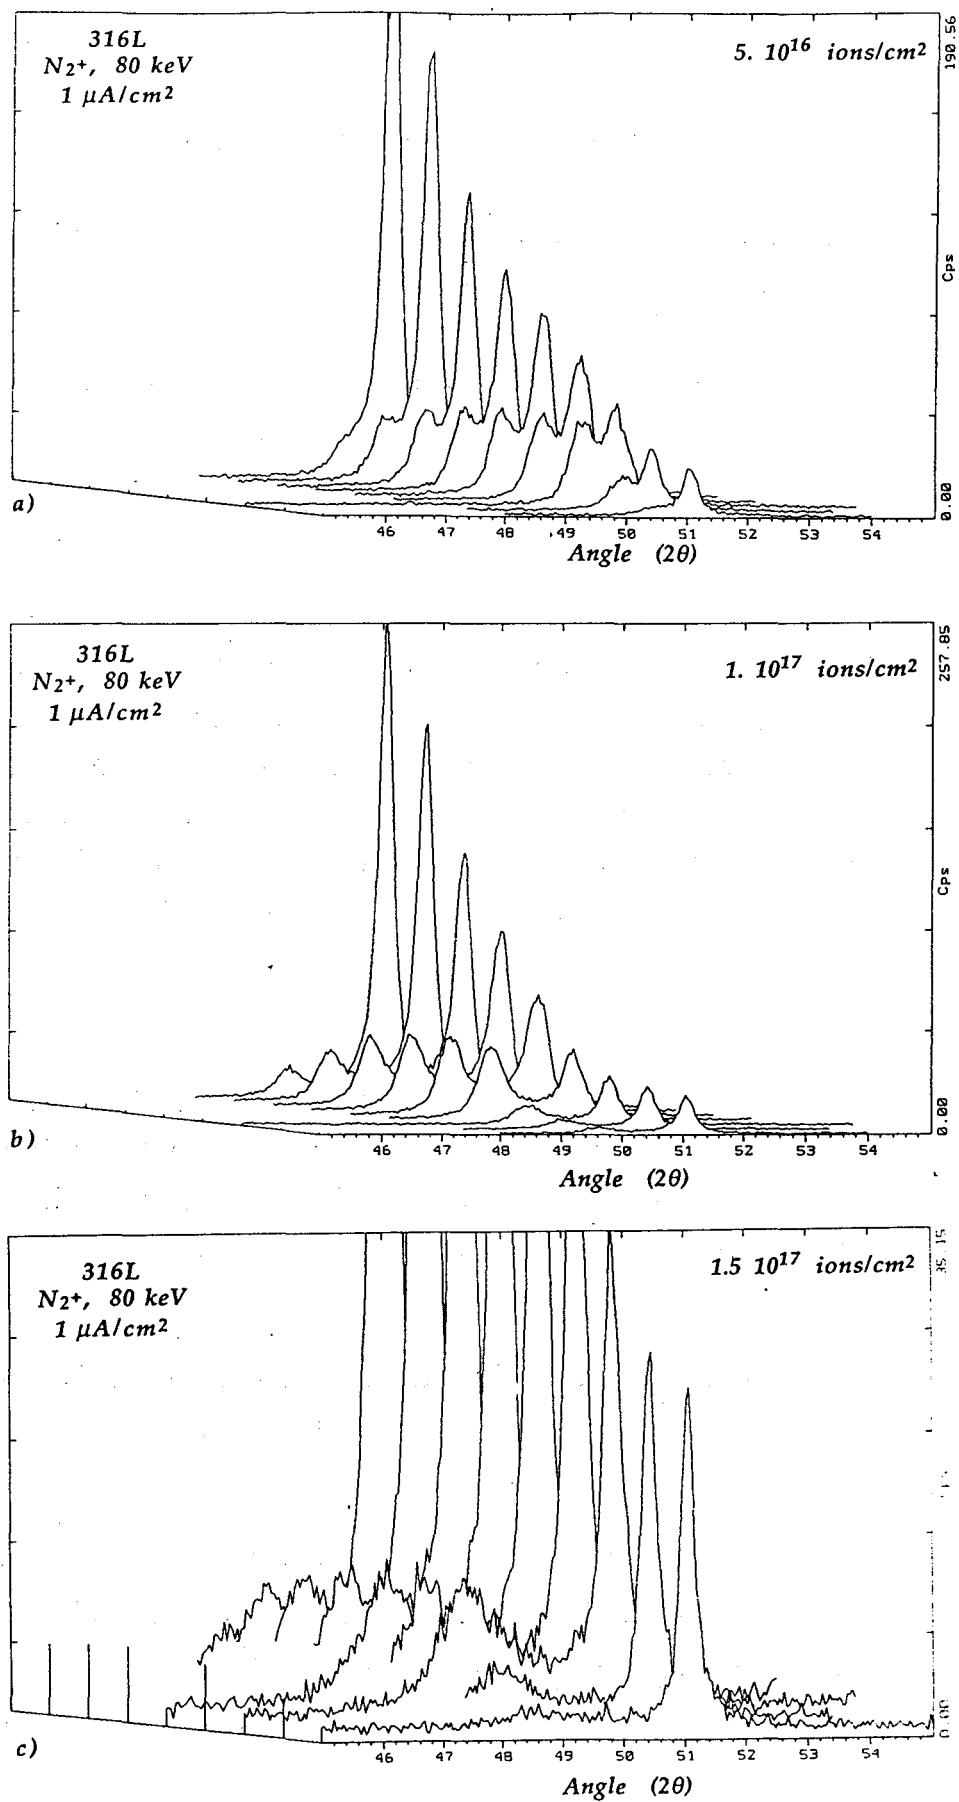 316L
N2+, 80 keV
1 μA/cm2
5. 10^16 ions/cm2
190.56
Cps
0.00
a)
46 47 48 49 50 51 52 53 54
Angle (2θ)
316L
N2+, 80 keV
1 μA/cm2
1. 10^17 ions/cm2
257.85
Cps
0.00
b)
46 47 48 49 50 51 52 53 54
Angle (2θ)
316L
N2+, 80 keV
1 μA/cm2
1.5 10^17 ions/cm2
0.00
c)
46 47 48 49 50 51 52 53 54
Angle (2θ)